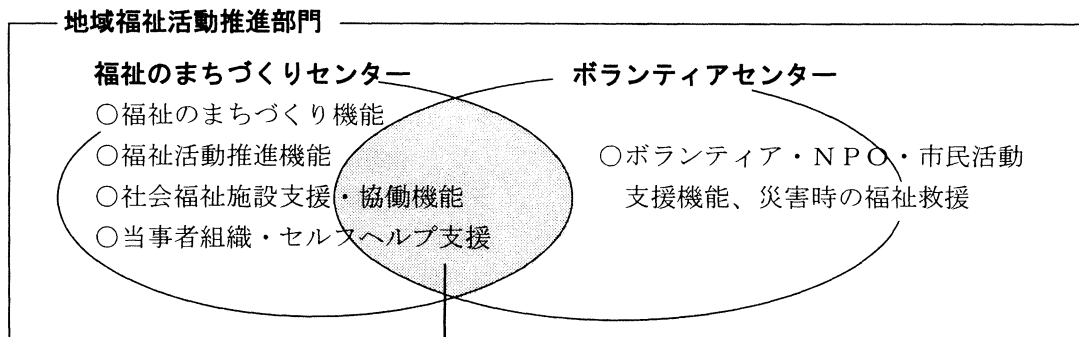 地域福祉活動推進部門
福祉のまちづくりセンター
○福祉のまちづくり機能
○福祉活動推進機能
○社会福祉施設支援・協働機能
○当事者組織・セルフヘルプ支援
ボランティアセンター
○ボランティア・ＮＰＯ・市民活動
支援機能、災害時の福祉救援